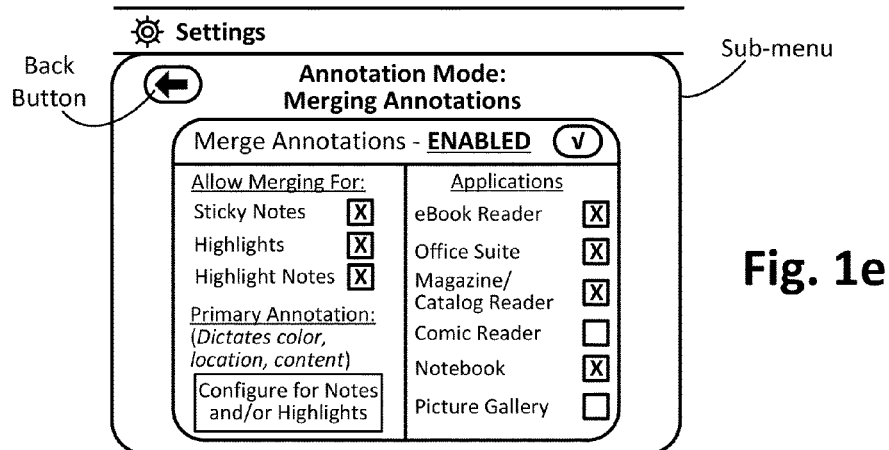 Settings
Sub-menu
Back
Button
Annotation Mode:
Merging Annotations
Merge Annotations - ENABLED √
Allow Merging For:
Sticky Notes X
Highlights X
Highlight Notes X
Primary Annotation:
(Dictates color,
location, content)
Configure for Notes
and/or Highlights
Applications
eBook Reader X
Office Suite X
Magazine/
Catalog Reader X
Comic Reader
Notebook X
Picture Gallery
Fig. 1e